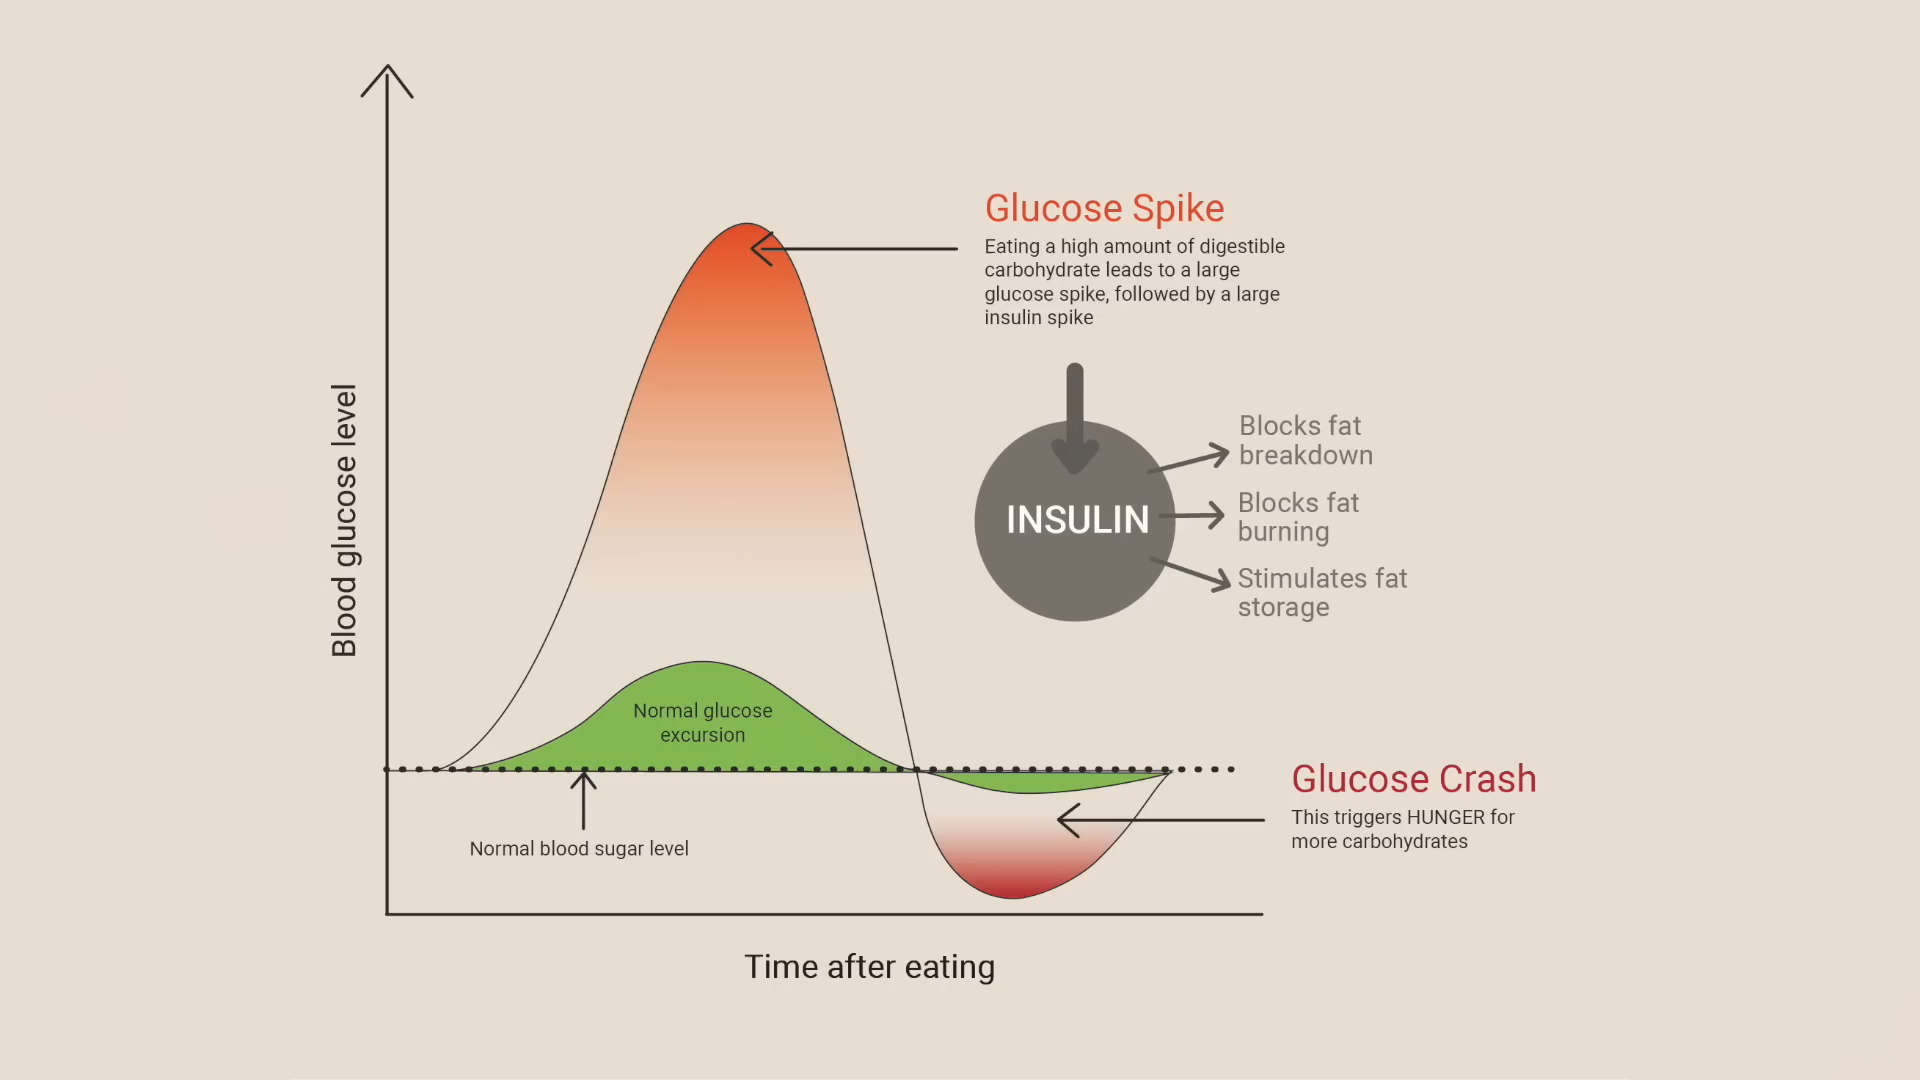 Glucose Spike
Eating a high amount of digestible
carbohydrate leads to a large
glucose spike, followed by a large
insulin spike
Blood glucose level
INSULIN
Blocks fat
breakdown
Blocks fat
burning
Stimulates fat
storage
Normal glucose
excursion
Normal blood sugar level
Glucose Crash
This triggers HUNGER for
more carbohydrates
Time after eating